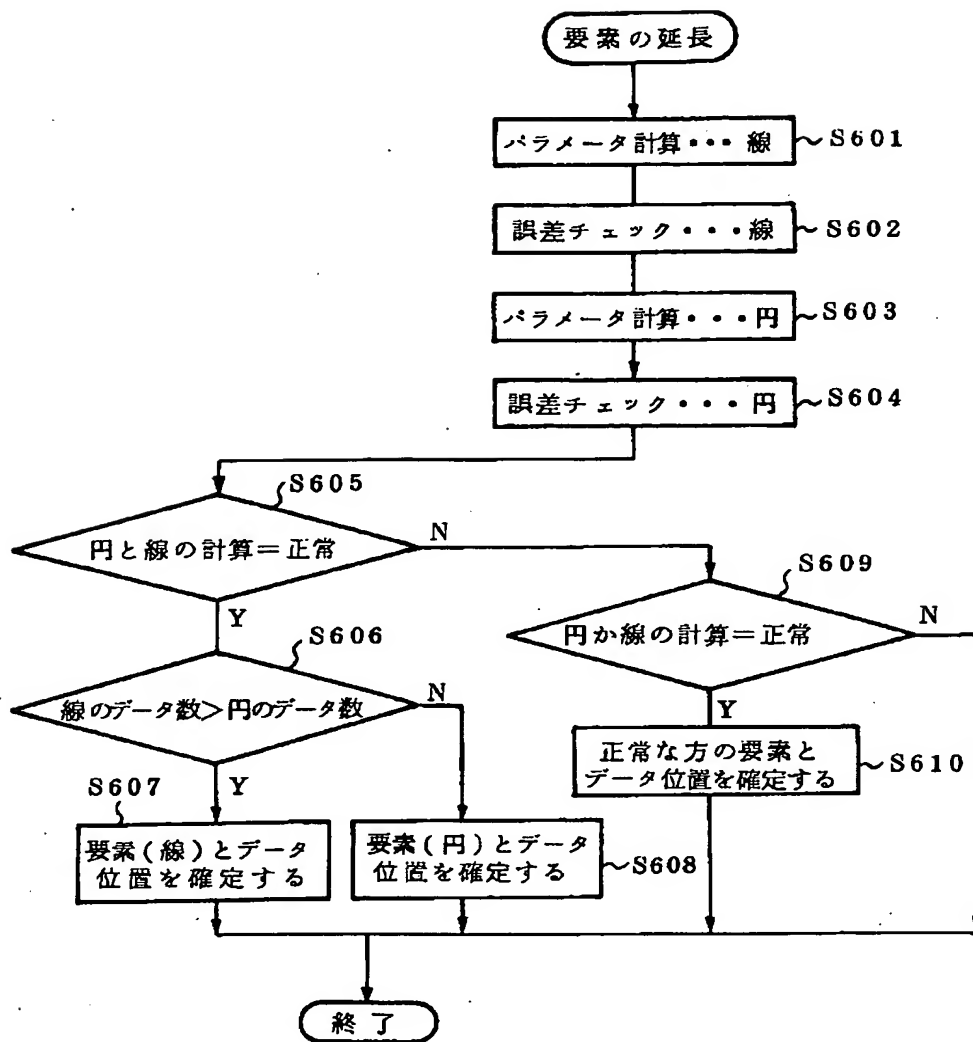 要素の延長
パラメータ計算・・・線
S601
誤差チェック・・・線
S602
パラメータ計算・・・円
S603
誤差チェック・・・円
S604
S605
円と線の計算＝正常
N
Y
S609
円か線の計算＝正常
N
Y
S606
線のデータ数＞円のデータ数
N
Y
正常な方の要素と
データ位置を確定する
S610
S607
要素(線)とデータ
位置を確定する
要素(円)とデータ
位置を確定する
S608
終了